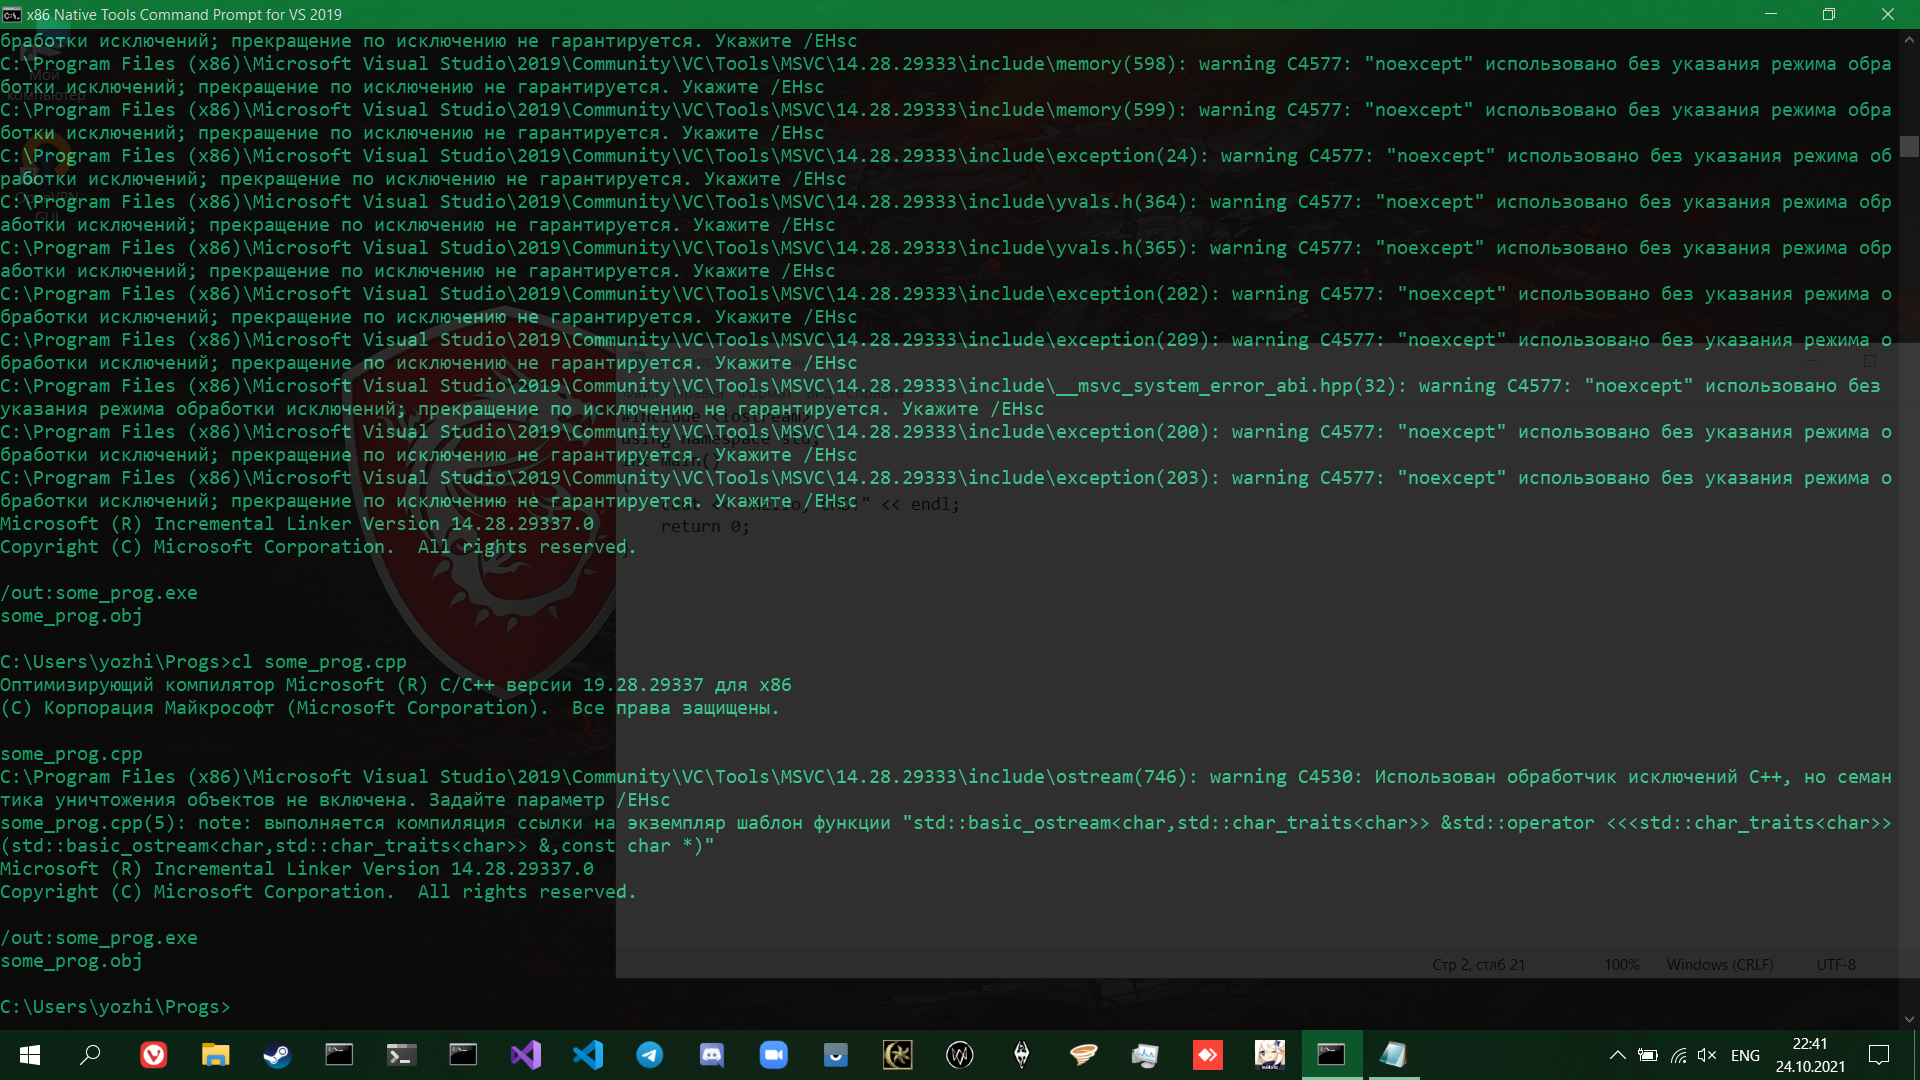 x86 Native Tools Command Prompt for VS 2019
бработки исключений; прекращение по исключению не гарантируется. Укажите /EHsc
C:\Program Files (x86)\Microsoft Visual Studio\2019\Community\VC\Tools\MSVC\14.28.29333\include\memory(598): warning C4577: "noexcept" использовано без указания режима обра
ботки исключений; прекращение по исключению не гарантируется. Укажите /EHsc
C:\Program Files (x86)\Microsoft Visual Studio\2019\Community\VC\Tools\MSVC\14.28.29333\include\memory(599): warning C4577: "noexcept" использовано без указания режима обра
ботки исключений; прекращение по исключению не гарантируется. Укажите /EHsc
C:\Program Files (x86)\Microsoft Visual Studio\2019\Community\VC\Tools\MSVC\14.28.29333\include\exception(24): warning C4577: "noexcept" использовано без указания режима об
работки исключений; прекращение по исключению не гарантируется. Укажите /EHsc
C:\Program Files (x86)\Microsoft Visual Studio\2019\Community\VC\Tools\MSVC\14.28.29333\include\yvals.h(364): warning C4577: "noexcept" использовано без указания режима обр
аботки исключений; прекращение по исключению не гарантируется. Укажите /EHsc
C:\Program Files (x86)\Microsoft Visual Studio\2019\Community\VC\Tools\MSVC\14.28.29333\include\yvals.h(365): warning C4577: "noexcept" использовано без указания режима обр
аботки исключений; прекращение по исключению не гарантируется. Укажите /EHsc
C:\Program Files (x86)\Microsoft Visual Studio\2019\Community\VC\Tools\MSVC\14.28.29333\include\exception(202): warning C4577: "noexcept" использовано без указания режима о
бработки исключений; прекращение по исключению не гарантируется. Укажите /EHsc
C:\Program Files (x86)\Microsoft Visual Studio\2019\Community\VC\Tools\MSVC\14.28.29333\include\exception(209): warning C4577: "noexcept" использовано без указания режима о
бработки исключений; прекращение по исключению не гарантируется. Укажите /EHsc
C:\Program Files (x86)\Microsoft Visual Studio\2019\Community\VC\Tools\MSVC\14.28.29333\include\__msvc_system_error_abi.hpp(32): warning C4577: "noexcept" использовано без
указания режима обработки исключений; прекращение по исключению не гарантируется. Укажите /EHsc
C:\Program Files (x86)\Microsoft Visual Studio\2019\Community\VC\Tools\MSVC\14.28.29333\include\exception(200): warning C4577: "noexcept" использовано без указания режима о
бработки исключений; прекращение по исключению не гарантируется. Укажите /EHsc
C:\Program Files (x86)\Microsoft Visual Studio\2019\Community\VC\Tools\MSVC\14.28.29333\include\exception(203): warning C4577: "noexcept" использовано без указания режима о
бработки исключений; прекращение по исключению не гарантируется. Укажите /EHsc
Microsoft (R) Incremental Linker Version 14.28.29337.0
Copyright (C) Microsoft Corporation.  All rights reserved.
/out:some_prog.exe
some_prog.obj
C:\Users\yozhi\Progs>cl some_prog.cpp
Оптимизирующий компилятор Microsoft (R) C/C++ версии 19.28.29337 для x86
(C) Корпорация Майкрософт (Microsoft Corporation).  Все права защищены.
some_prog.cpp
C:\Program Files (x86)\Microsoft Visual Studio\2019\Community\VC\Tools\MSVC\14.28.29333\include\ostream(746): warning C4530: Использован обработчик исключений C++, но семан
тика уничтожения объектов не включена. Задайте параметр /EHsc
some_prog.cpp(5): note: выполняется компиляция ссылки на экземпляр шаблон функции "std::basic_ostream<char,std::char_traits<char>> &std::operator <<<std::char_traits<char>>
(std::basic_ostream<char,std::char_traits<char>> &,const char *)"
Microsoft (R) Incremental Linker Version 14.28.29337.0
Copyright (C) Microsoft Corporation.  All rights reserved.
/out:some_prog.exe
some_prog.obj
C:\Users\yozhi\Progs>
#include <iostream>
using namespace std;
main()
" << endl;
return 0;
Стр 2, стлб 21
100%
Windows (CRLF)
UTF-8
ENG
22:41
24.10.2021